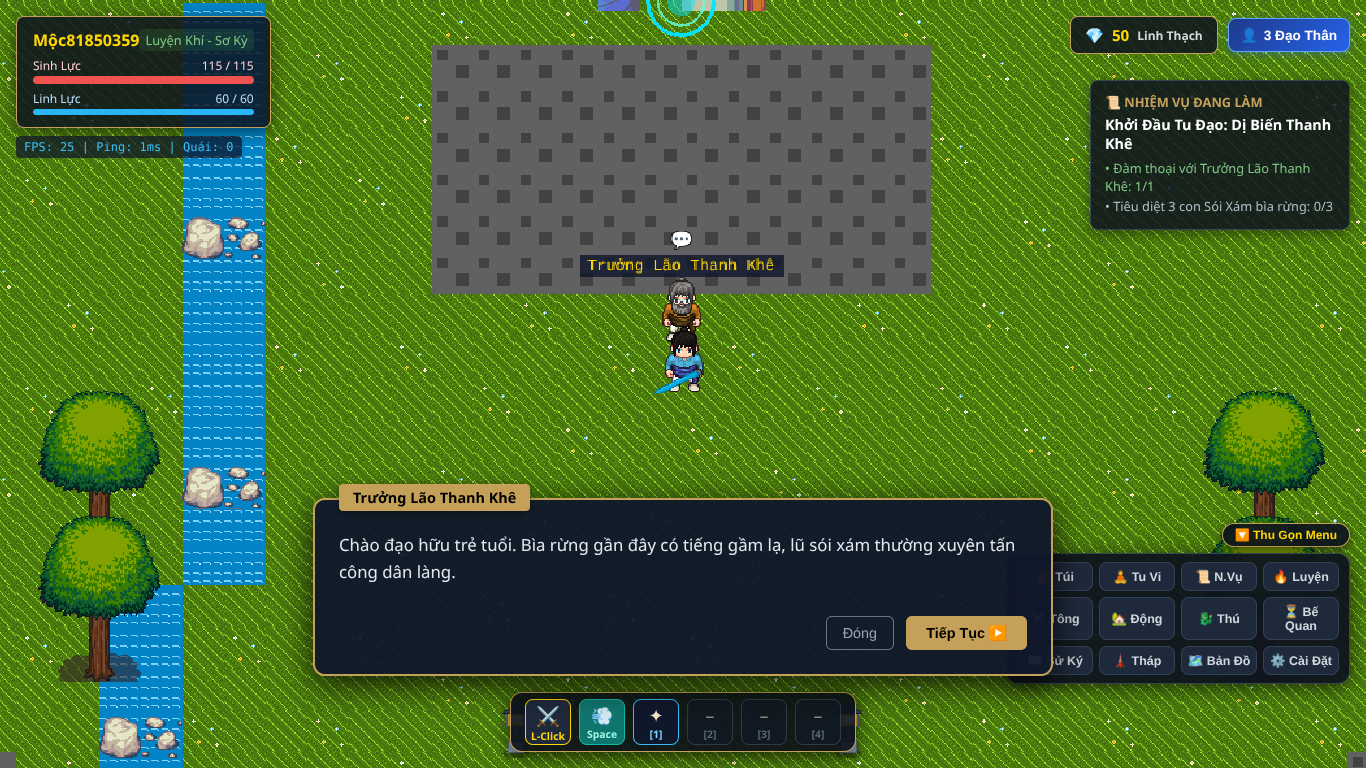 Mộc81850359 Luyện Khí - Sơ Kỳ
Sinh Lực 115 / 115
Linh Lực 60 / 60
FPS: 25 | Ping: 1ms | Quái: 0
50 Linh Thạch
3 Đạo Thân
NHIỆM VỤ ĐANG LÀM
Khởi Đầu Tu Đạo: Dị Biến Thanh
Khê
• Đàm thoại với Trưởng Lão Thanh
Khê: 1/1
• Tiêu diệt 3 con Sói Xám bìa rừng: 0/3
Trưởng Lão Thanh Khê
Trưởng Lão Thanh Khê
Chào đạo hữu trẻ tuổi. Bìa rừng gần đây có tiếng gầm lạ, lũ sói xám thường xuyên tấn
công dân làng.
Đóng
Tiếp Tục
Thu Gọn Menu
Túi
Tu Vi
N.Vụ
Luyện
Tông
Động
Thú
Bế
Quan
Sử Ký
Tháp
Bản Đồ
Cài Đặt
L-Click
Space
[1]
[2]
[3]
[4]